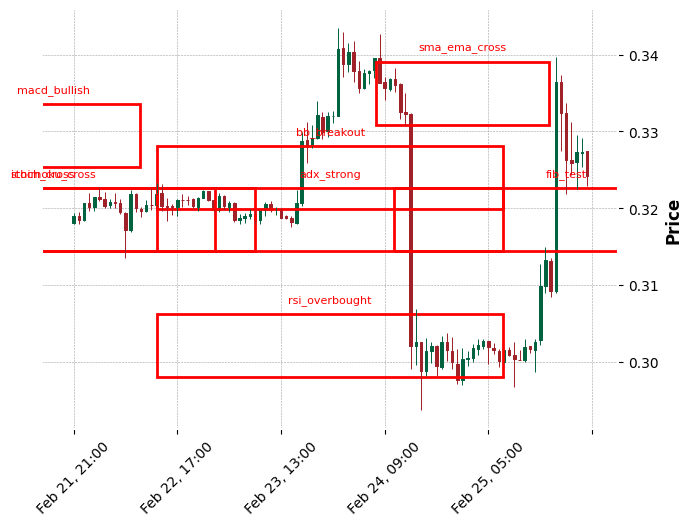 sma_ema_cross
0.34
macd_bullish
bb_breakout
0.33
adx_strong
fib_test
0.32
Price
0.31
rsi_overbought
0.30
Feb 21, 21:00
Feb 22, 17:00
Feb 23, 13:00
Feb 24, 09:00
Feb 25, 05:00